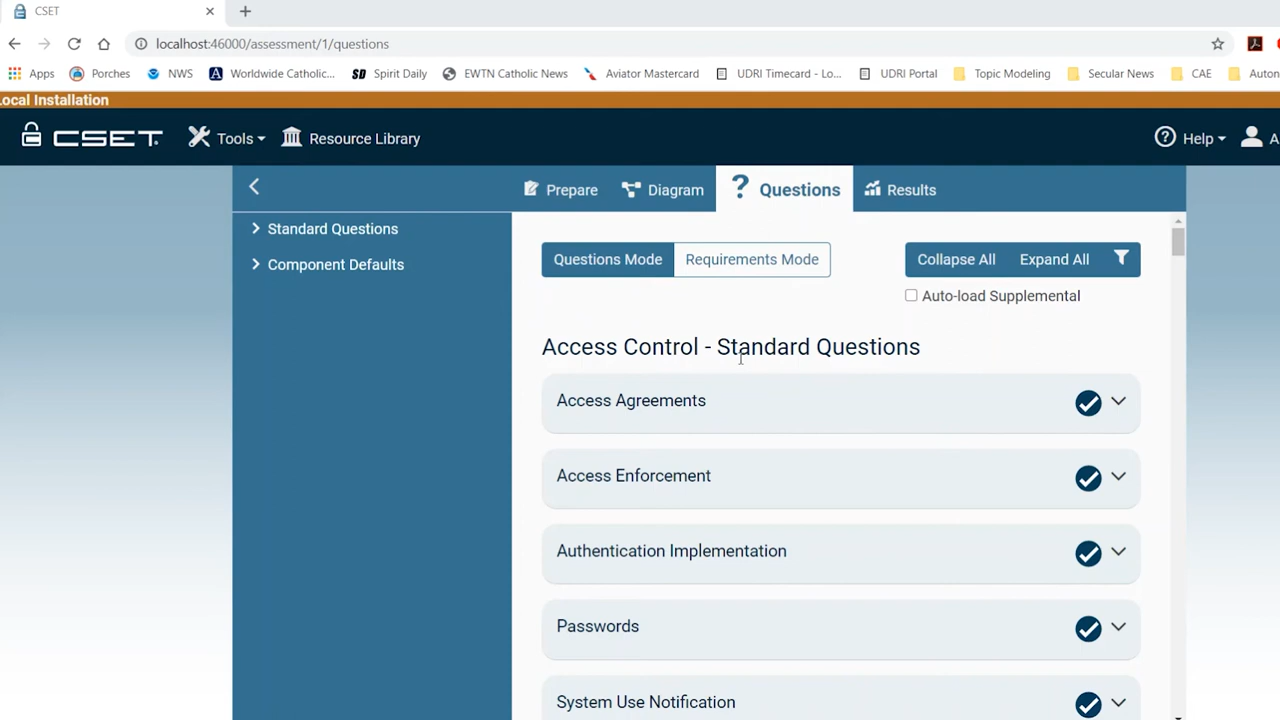 CSET
localhost:46000/assessment/1/questions
Apps
Porches
NWS
Worldwide Catholic...
Spirit Daily
EWTN Catholic News
Aviator Mastercard
UDRI Timecard - Lo...
UDRI Portal
Topic Modeling
Secular News
CAE
Auton
ocal Installation
CSET
Tools
Resource Library
Help
A
Prepare
Diagram
Questions
Results
Standard Questions
Component Defaults
Questions Mode
Requirements Mode
Collapse All
Expand All
Auto-load Supplemental
Access Control - Standard Questions
Access Agreements
Access Enforcement
Authentication Implementation
Passwords
System Use Notification